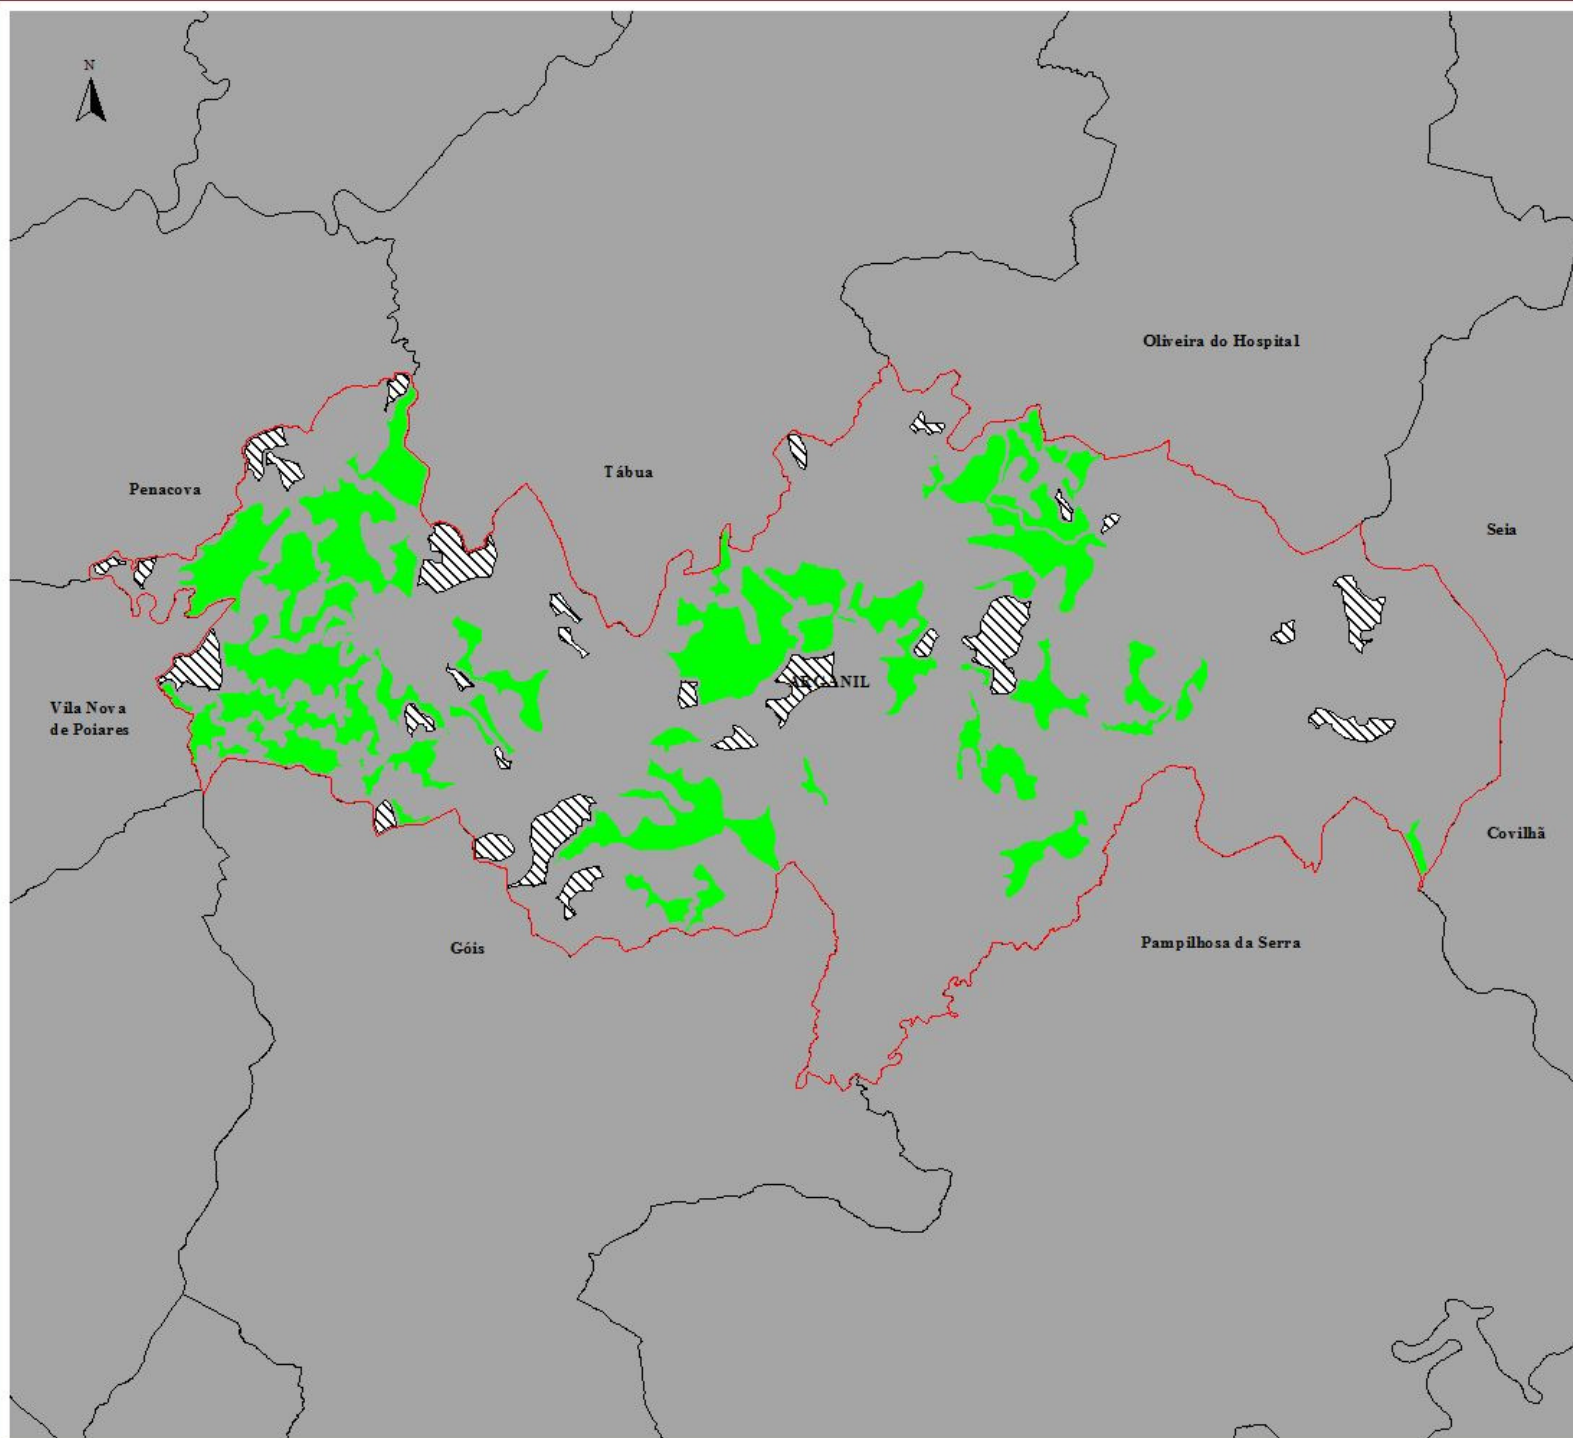 N
Oliveira do Hospital
Tábua
Penacova
Seia
ARGANIL
Vila Nova
de Poiares
Covilhã
Góis
Pampilhosa da Serra